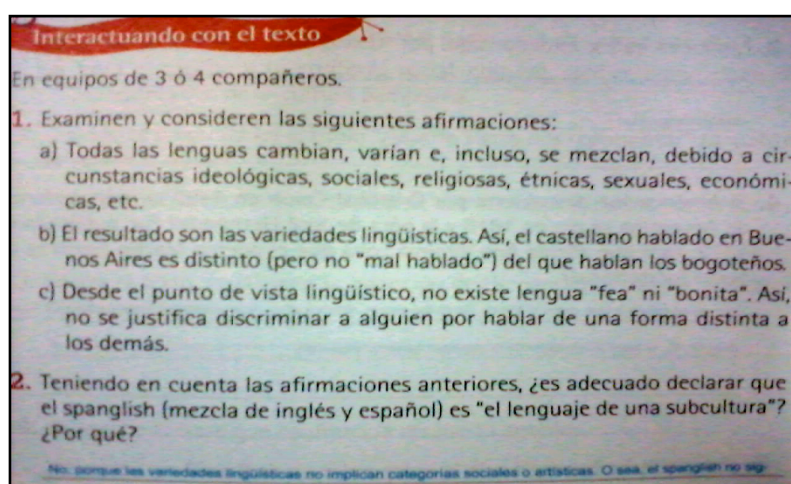 Interactuando con el texto
En equipos de 3 ó 4 compañeros.
1. Examinen y consideren las siguientes afirmaciones:
a) Todas las lenguas cambian, varían e, incluso, se mezclan, debido a cir-
cunstancias ideológicas, sociales, religiosas, étnicas, sexuales, económi-
cas, etc.
b) El resultado son las variedades lingüísticas. Así, el castellano hablado en Bue-
nos Aires es distinto (pero no "mal hablado") del que hablan los bogoteños.
c) Desde el punto de vista lingüístico, no existe lengua "fea" ni "bonita". Así,
no se justifica discriminar a alguien por hablar de una forma distinta a
los demás.
2. Teniendo en cuenta las afirmaciones anteriores, ¿es adecuado declarar que
el spanglish (mezcla de inglés y español) es "el lenguaje de una subcultura"?
¿Por qué?
No, porque las variedades lingüísticas no implican categorías sociales o artísticas. O sea, el spanglish no sig-